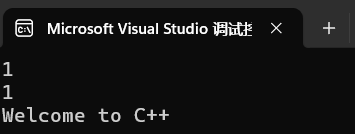 Microsoft Visual Studio 调试
1
1
Welcome to C++